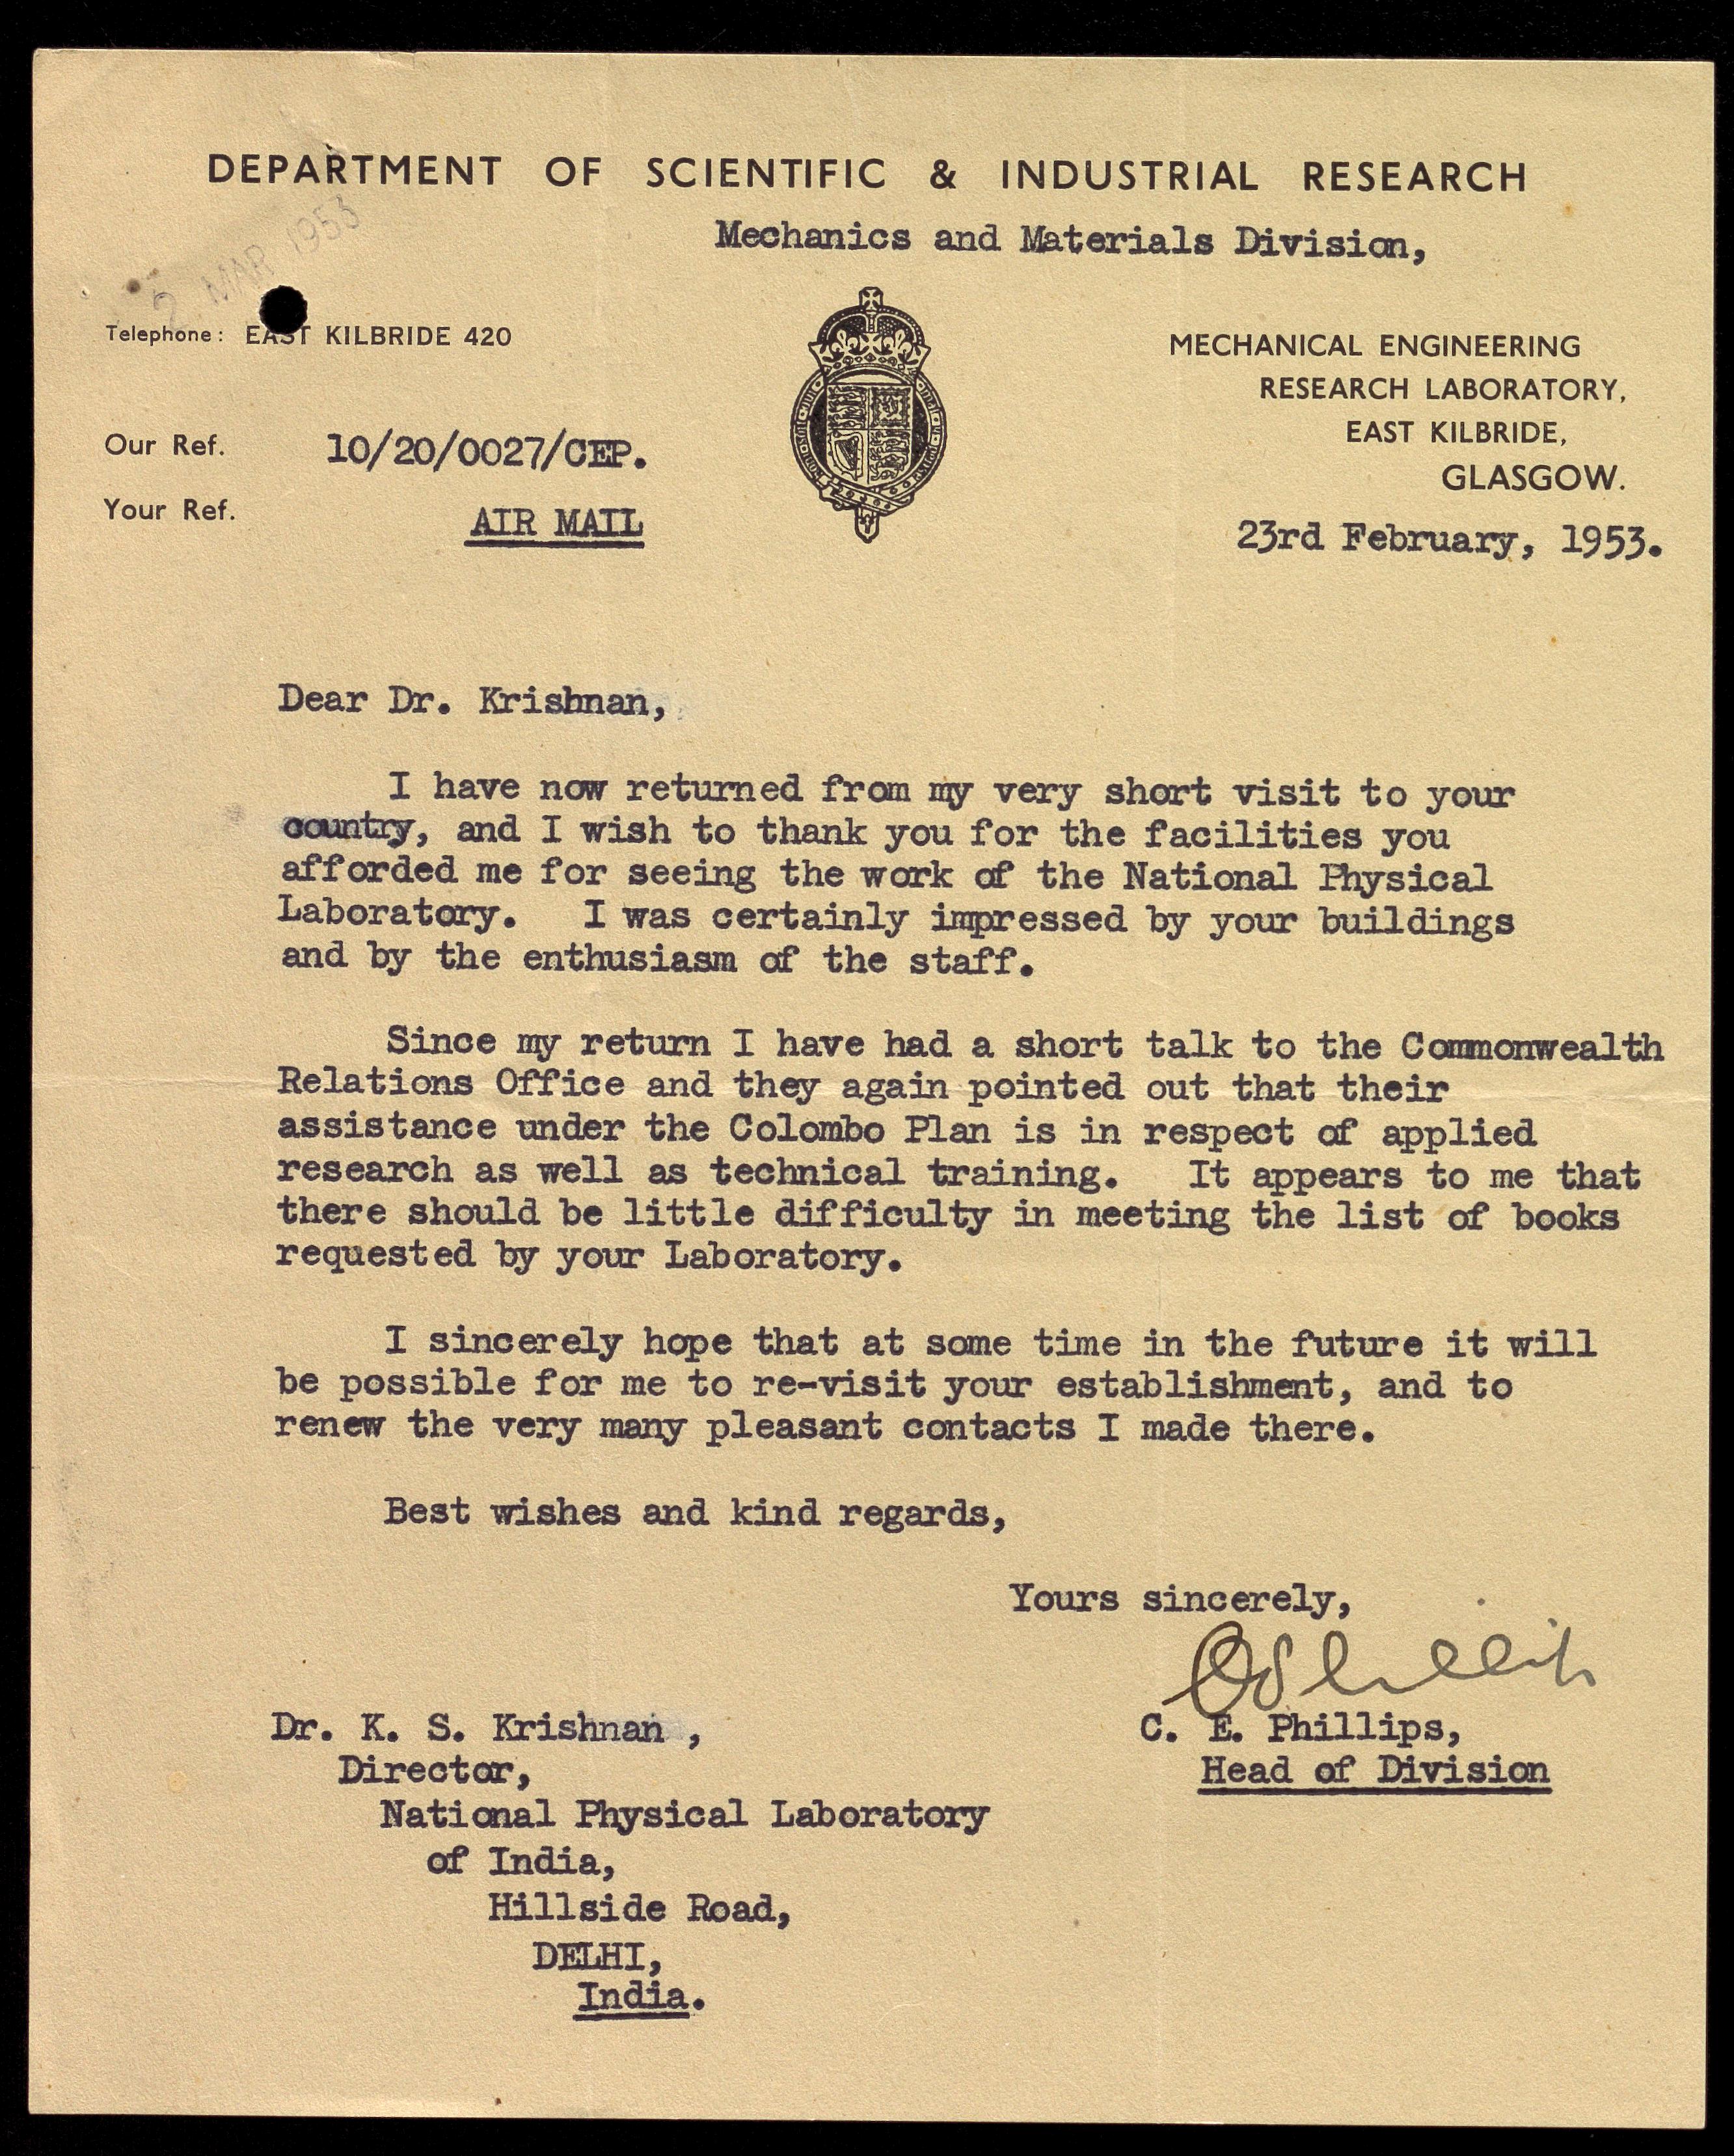 DEPARTMENT OF SCIENTIFIC & INDUSTRIAL RESEARCH
Mechanics and Materials Division,
2 MAR 1953
Telephone: EAST KILBRIDE 420
MECHANICAL ENGINEERING
RESEARCH LABORATORY,
EAST KILBRIDE,
GLASGOW.
Our Ref. 10/20/0027/CEP.
Your Ref.
AIR MAIL
23rd February, 1953.
Dear Dr. Krishnan,
I have now returned from my very short visit to your
country, and I wish to thank you for the facilities you
afforded me for seeing the work of the National Physical
Laboratory. I was certainly impressed by your buildings
and by the enthusiasm of the staff.
Since my return I have had a short talk to the Commonwealth
Relations Office and they again pointed out that their
assistance under the Colombo Plan is in respect of applied
research as well as technical training. It appears to me that
there should be little difficulty in meeting the list of books
requested by your Laboratory.
I sincerely hope that at some time in the future it will
be possible for me to re-visit your establishment, and to
renew the very many pleasant contacts I made there.
Best wishes and kind regards,
Yours sincerely,
C. E. Phillips,
Head of Division
Dr. K. S. Krishnan ,
Director,
National Physical Laboratory
of India,
Hillside Road,
DELHI,
India.